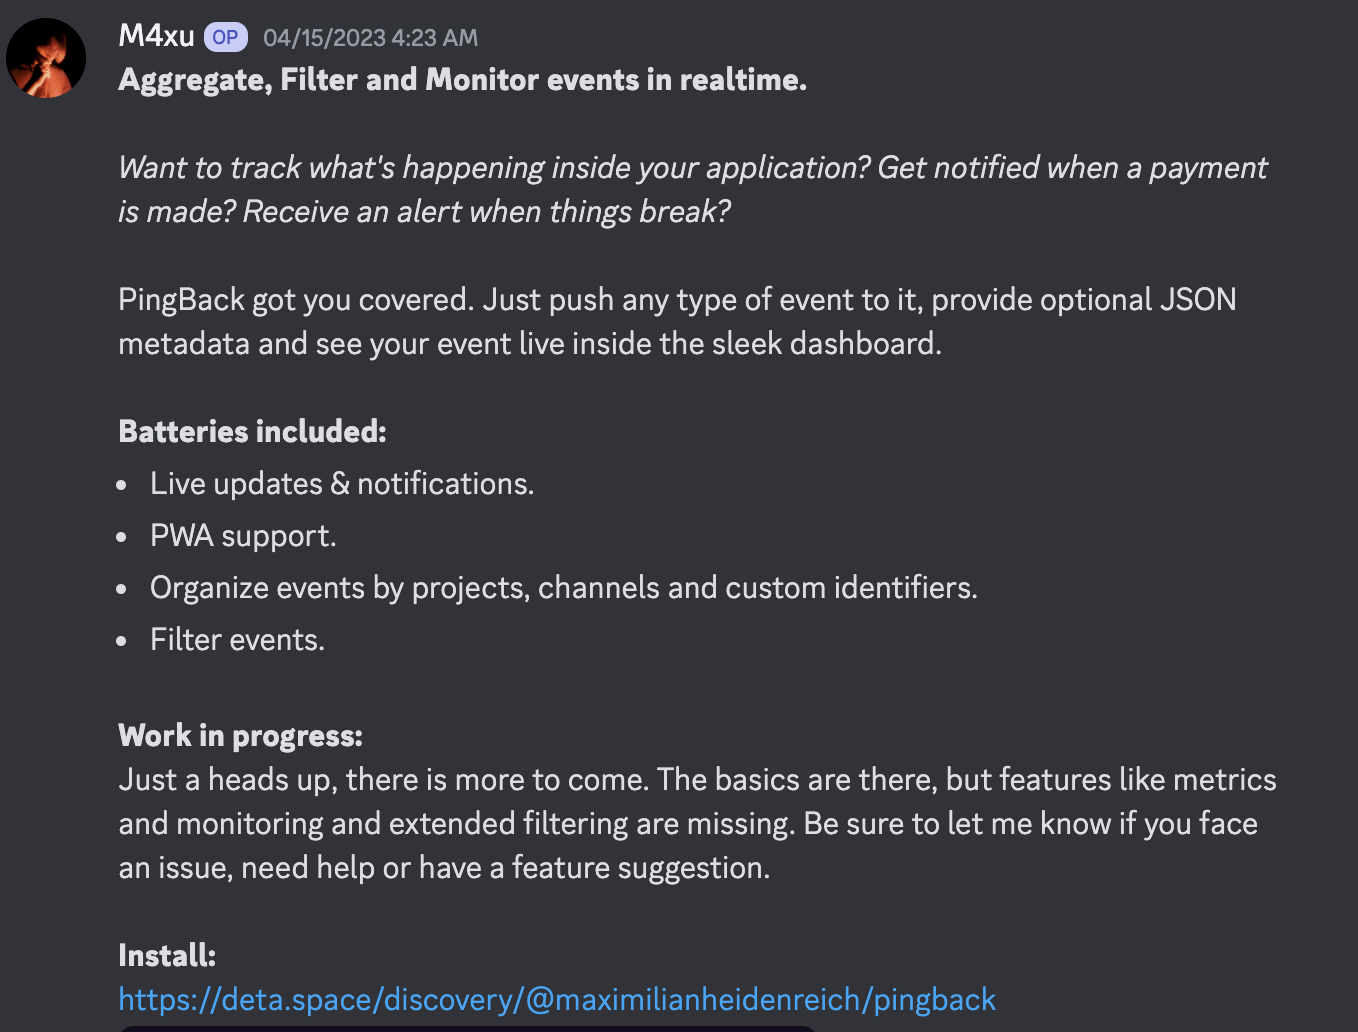 M4xu OP 04/15/2023 4:23 AM
Aggregate, Filter and Monitor events in realtime.
Want to track what's happening inside your application? Get notified when a payment
is made? Receive an alert when things break?
PingBack got you covered. Just push any type of event to it, provide optional JSON
metadata and see your event live inside the sleek dashboard.
Batteries included:
• Live updates & notifications.
• PWA support.
• Organize events by projects, channels and custom identifiers.
• Filter events.
Work in progress:
Just a heads up, there is more to come. The basics are there, but features like metrics
and monitoring and extended filtering are missing. Be sure to let me know if you face
an issue, need help or have a feature suggestion.
Install:
https://deta.space/discovery/@maximilianheidenreich/pingback